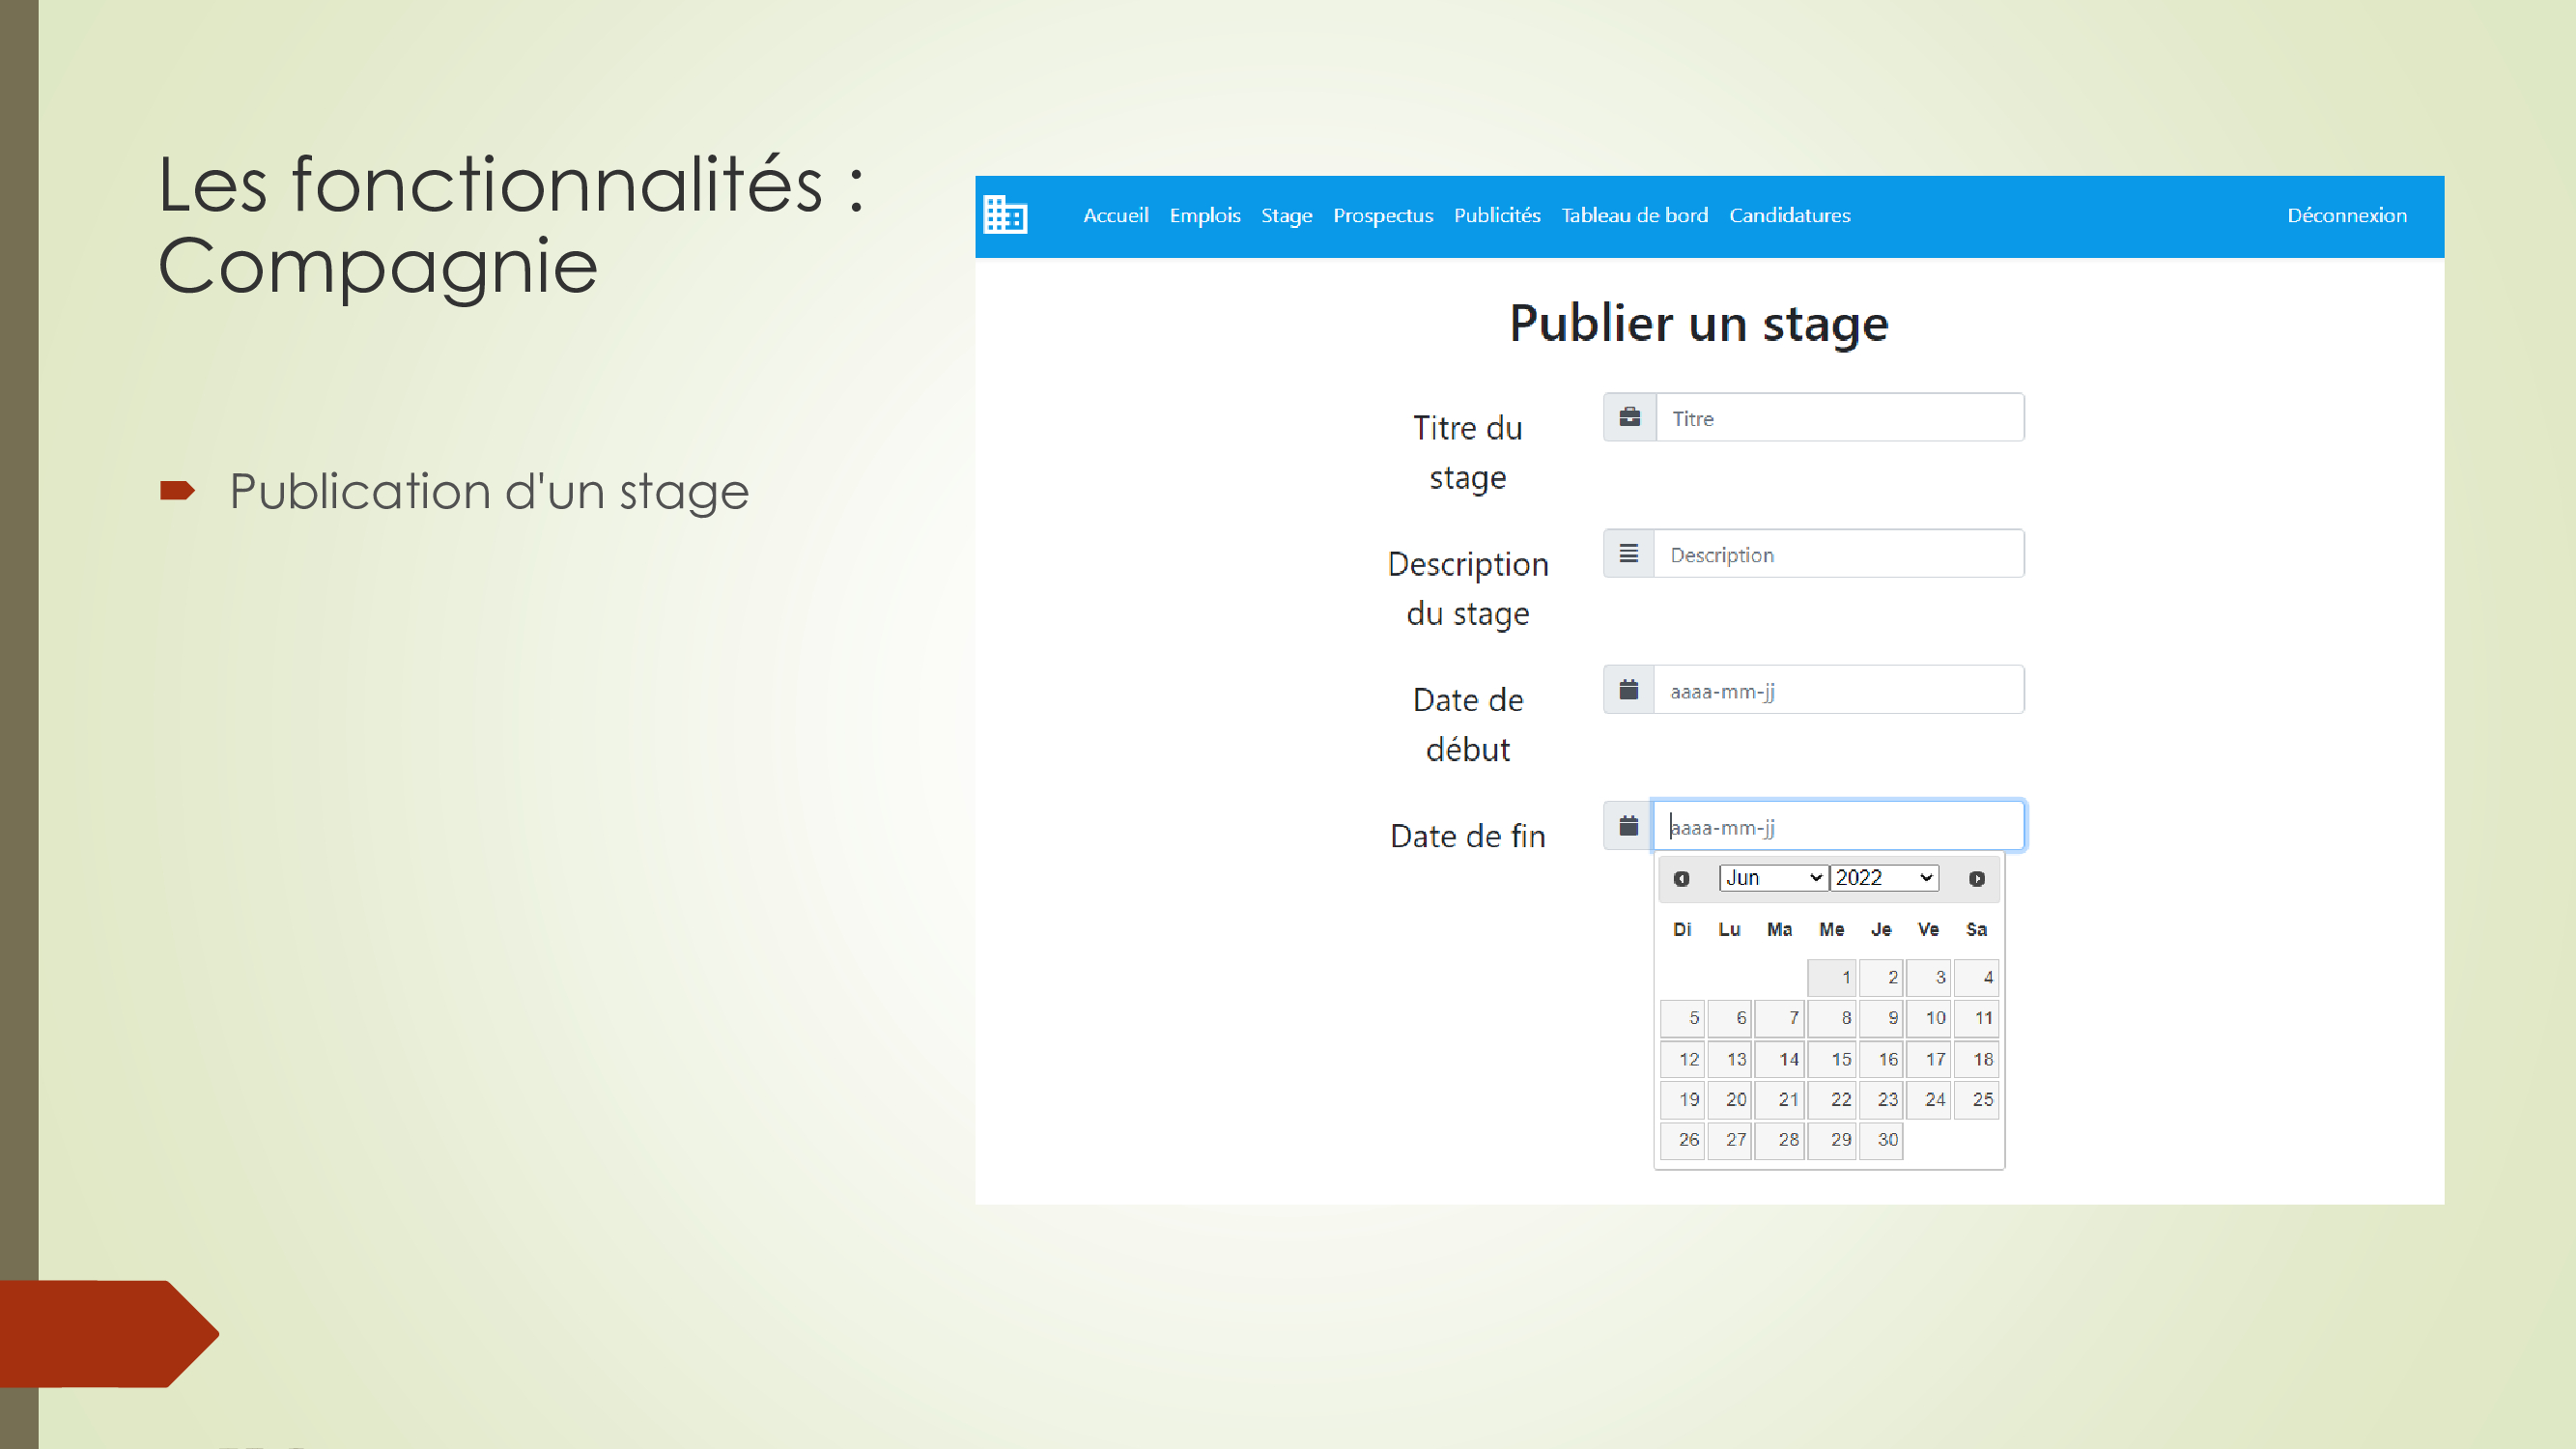 Les fonctionnalités :
Compagnie
Publication d'un stage
Accueil Emplois Stage Prospectus Publicités Tableau de bord Candidatures Déconnexion
Publier un stage
Titre du
stage
Titre
Description
du stage
Description
Date de
début
aaaa-mm-jj
Date de fin
aaaa-mm-jj
Jun 2022
Di Lu Ma Me Je Ve Sa
1 2 3 4
5 6 7 8 9 10 11
12 13 14 15 16 17 18
19 20 21 22 23 24 25
26 27 28 29 30